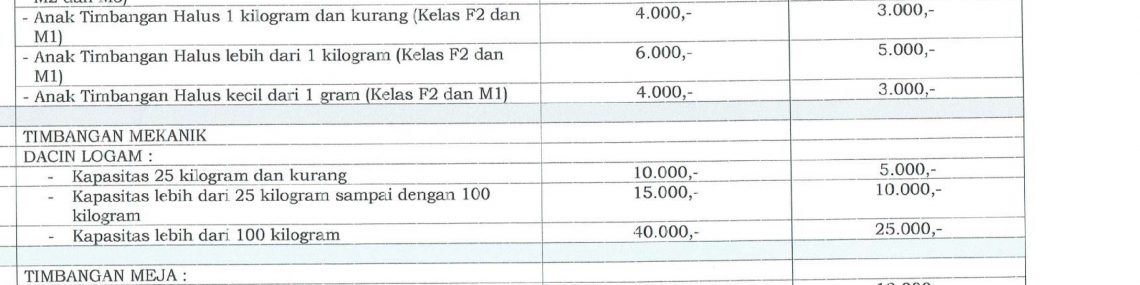 - Anak Timbangan Halus 1 kilogram dan kurang (Kelas F2 dan 4.000,- 3.000,-
M1)
- Anak Timbangan Halus lebih dari 1 kilogram (Kelas F2 dan 6.000,- 5.000,-
M1)
- Anak Timbangan Halus kecil dari 1 gram (Kelas F2 dan M1) 4.000,- 3.000,-
TIMBANGAN MEKANIK
DACIN LOGAM :
- Kapasitas 25 kilogram dan kurang 10.000,- 5.000,-
- Kapasitas lebih dari 25 kilogram sampai dengan 100 15.000,- 10.000,-
kilogram
- Kapasitas lebih dari 100 kilogram 40.000,- 25.000,-
TIMBANGAN MEJA :